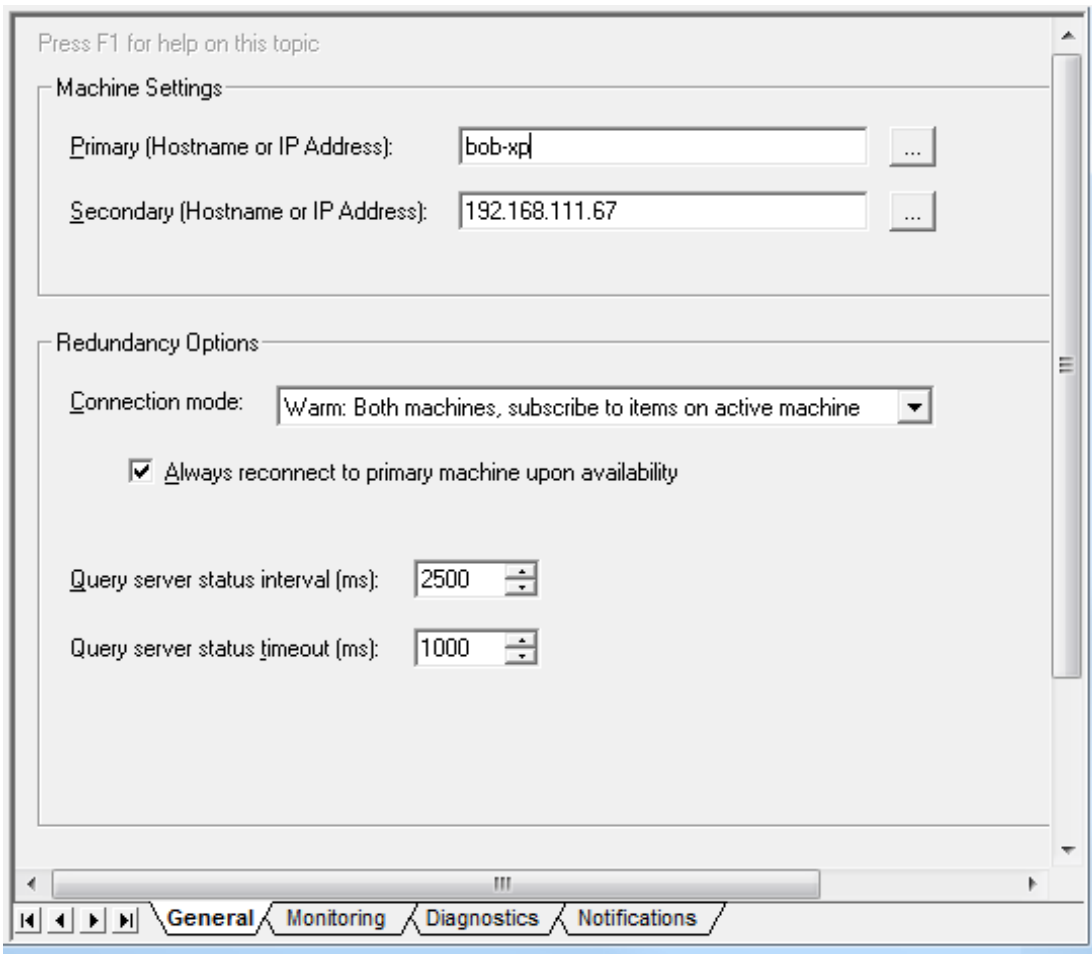 Press F1 for help on this topic
Machine Settings
Primary (Hostname or IP Address): bob-xp ...
Secondary (Hostname or IP Address): 192.168.111.67 ...
Redundancy Options
Connection mode: Warm: Both machines, subscribe to items on active machine
Always reconnect to primary machine upon availability
Query server status interval (ms): 2500
Query server status timeout (ms): 1000
General Monitoring Diagnostics Notifications